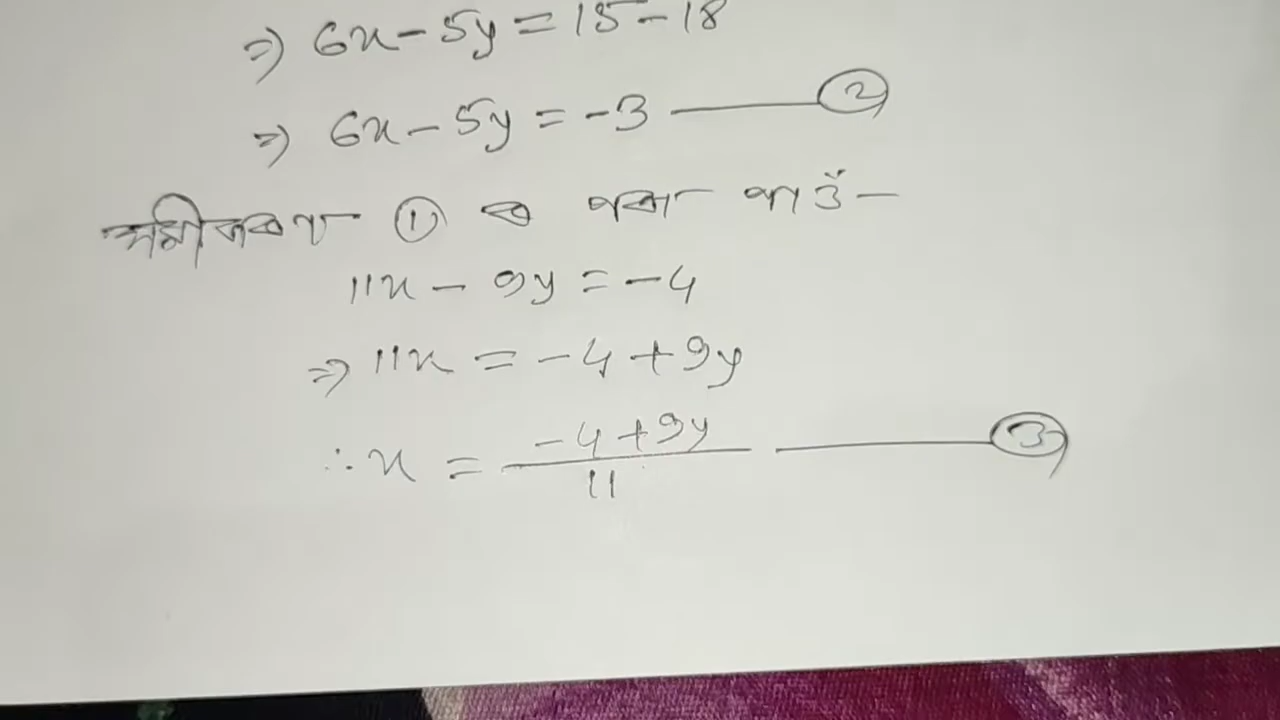 ⇒) 6x - 5y = 15 - 18
⇒) 6x - 5y = -3 —— ②
সমীকৰণ ① ৰ পৰা পাওঁ —
11x - 9y = -4
⇒) 11x = -4 + 9y
∴ x = (-4 + 9y)/11 —— ③